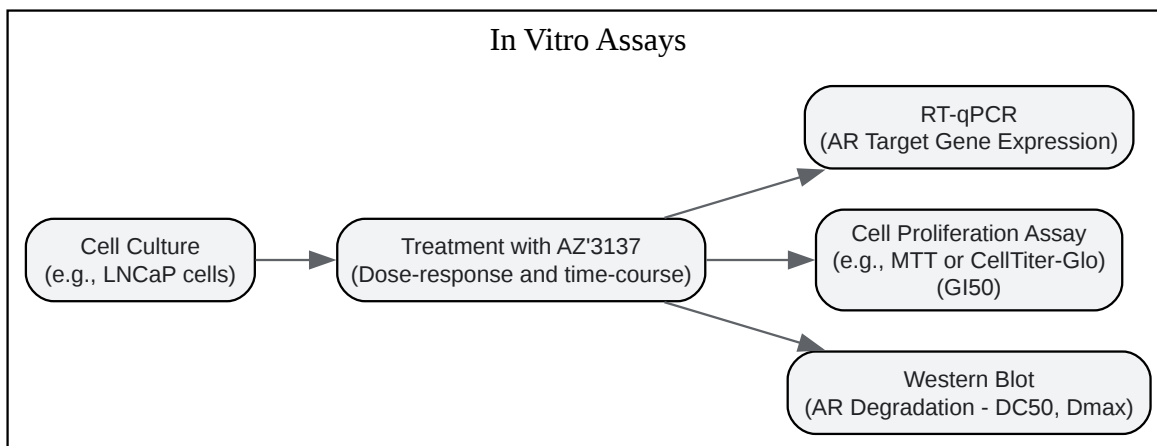 In Vitro Assays
RT-qPCR
(AR Target Gene Expression)
Cell Culture
(e.g., LNCaP cells)
Treatment with AZ'3137
(Dose-response and time-course)
Cell Proliferation Assay
(e.g., MTT or CellTiter-Glo)
(GI50)
Western Blot
(AR Degradation - DC50, Dmax)